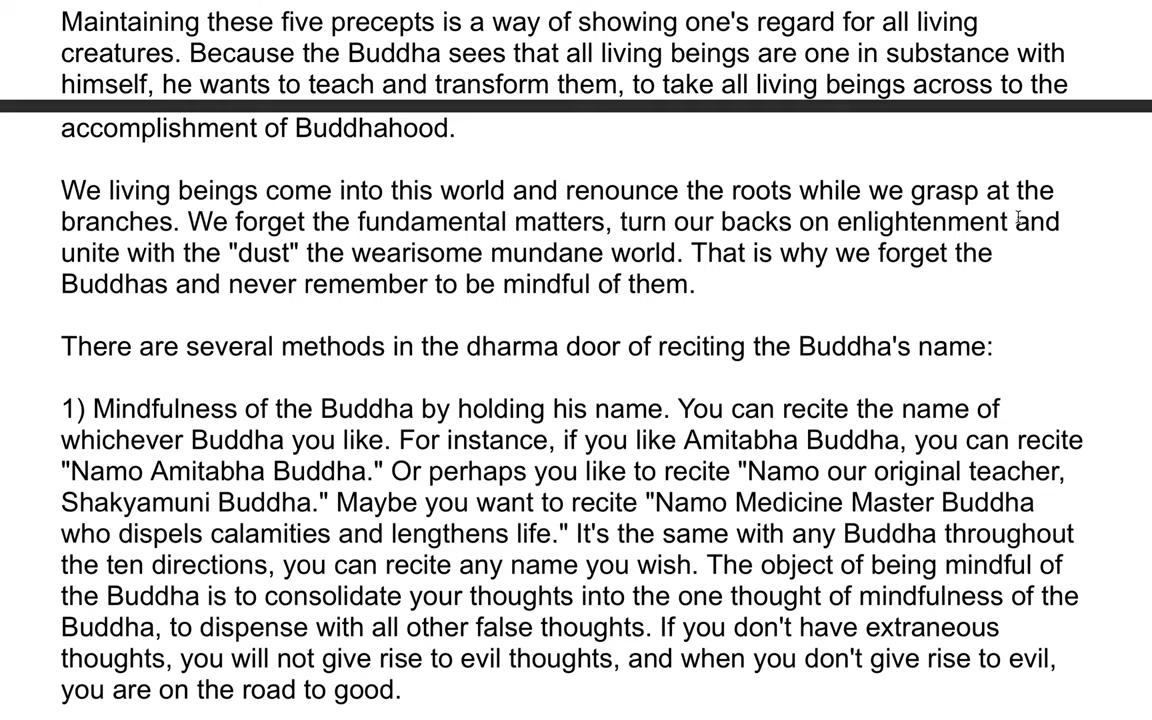 Maintaining these five precepts is a way of showing one's regard for all living
creatures. Because the Buddha sees that all living beings are one in substance with
himself, he wants to teach and transform them, to take all living beings across to the
accomplishment of Buddhahood.
We living beings come into this world and renounce the roots while we grasp at the
branches. We forget the fundamental matters, turn our backs on enlightenment and
unite with the "dust" the wearisome mundane world. That is why we forget the
Buddhas and never remember to be mindful of them.
There are several methods in the dharma door of reciting the Buddha's name:
1) Mindfulness of the Buddha by holding his name. You can recite the name of
whichever Buddha you like. For instance, if you like Amitabha Buddha, you can recite
"Namo Amitabha Buddha." Or perhaps you like to recite "Namo our original teacher,
Shakyamuni Buddha." Maybe you want to recite "Namo Medicine Master Buddha
who dispels calamities and lengthens life." It's the same with any Buddha throughout
the ten directions, you can recite any name you wish. The object of being mindful of
the Buddha is to consolidate your thoughts into the one thought of mindfulness of the
Buddha, to dispense with all other false thoughts. If you don't have extraneous
thoughts, you will not give rise to evil thoughts, and when you don't give rise to evil,
you are on the road to good.